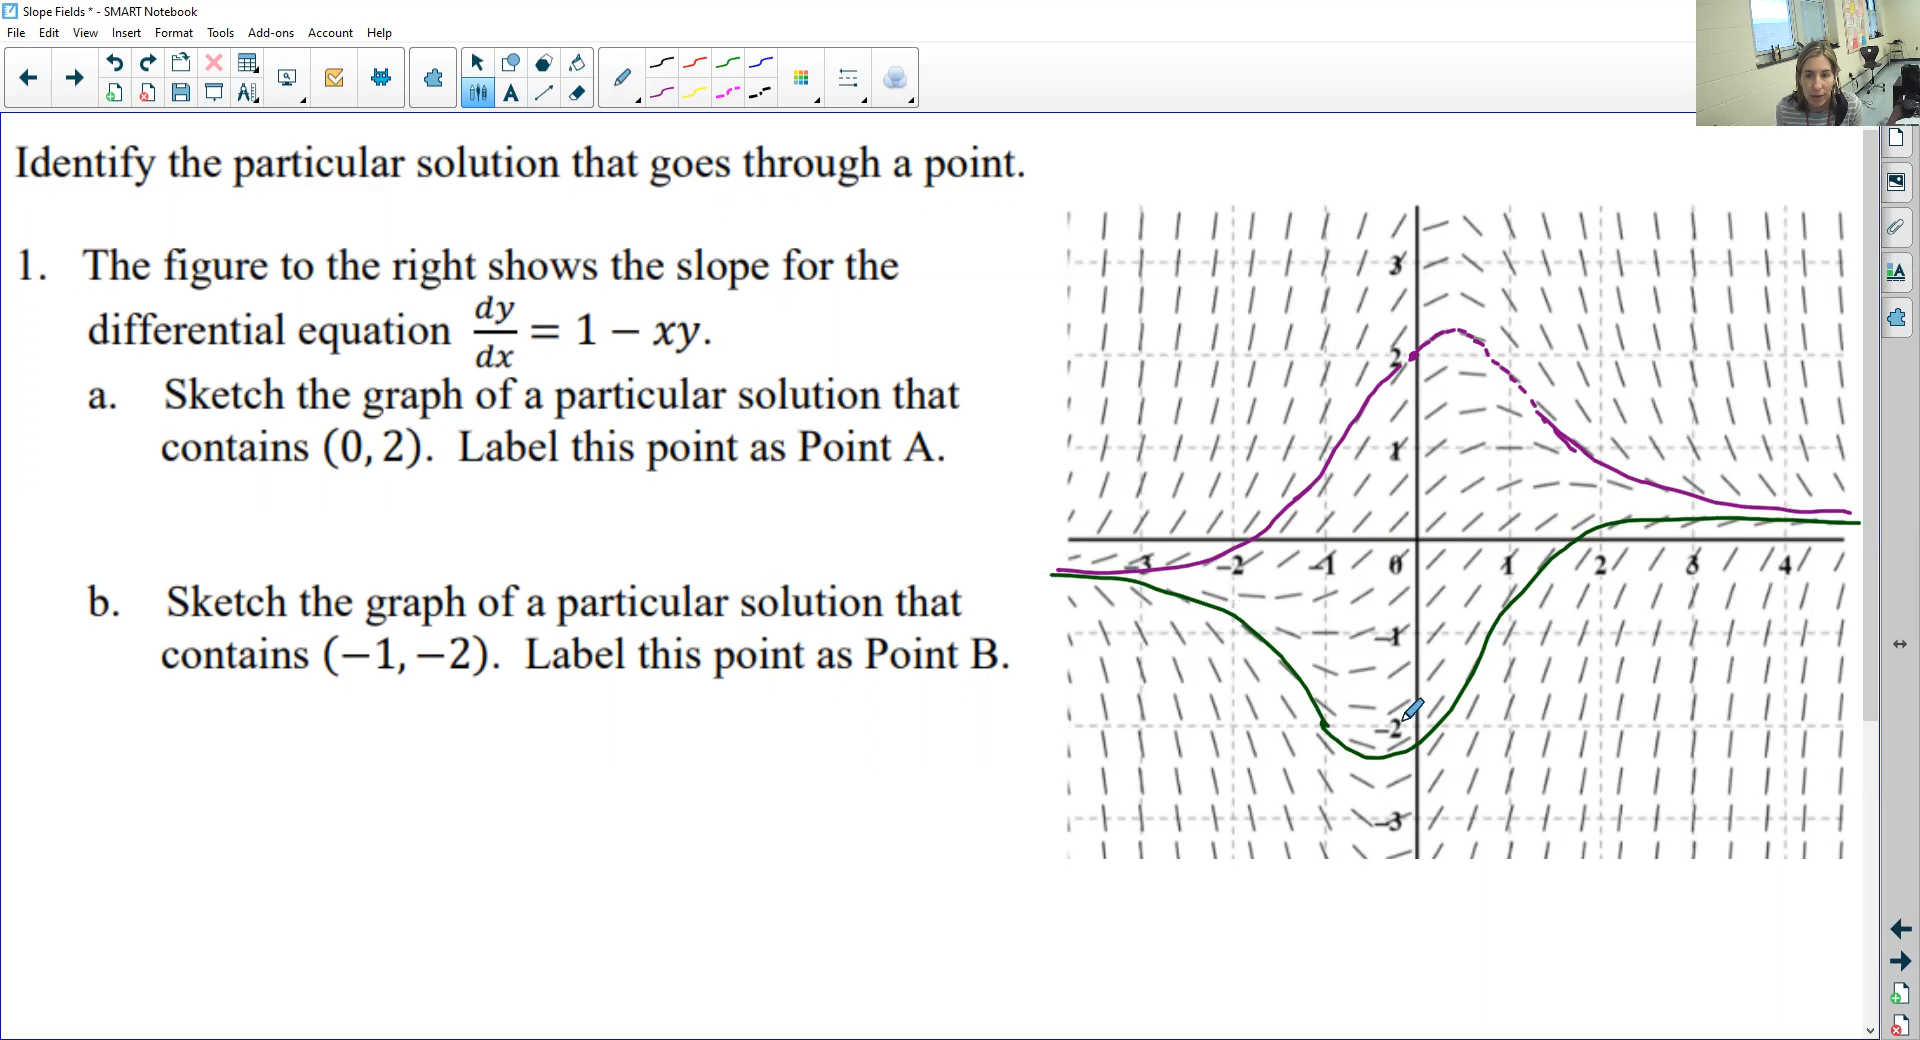 Slope Fields * - SMART Notebook
File Edit View Insert Format Tools Add-ons Account Help
A
Identify the particular solution that goes through a point.
1. The figure to the right shows the slope for the
differential equation dy/dx = 1 − xy.
a. Sketch the graph of a particular solution that
contains (0, 2). Label this point as Point A.
b. Sketch the graph of a particular solution that
contains (−1, −2). Label this point as Point B.
3
2
1
-3 -2 -1 0 1 2 3 4
-1
-2
-3
A